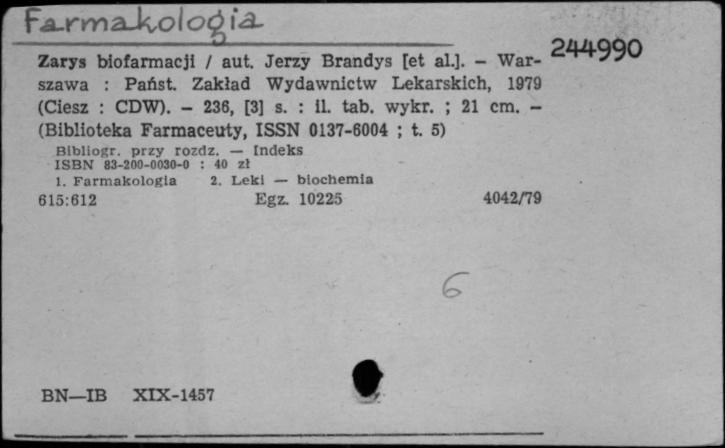 Farmakologia
244990
Zarys biofarmacji / aut. Jerzy Brandys [et al.]. — War-
szawa : Państ. Zakład Wydawnictw Lekarskich, 1979
(Ciesz : CDW). — 236, [3] s. : il. tab. wykr. ; 21 cm. —
(Biblioteka Farmaceuty, ISSN 0137-6004 ; t. 5)
Bibliogr. przy rozdz. — Indeks
ISBN 83-200-0030-0 : 40 zł
1. Farmakologia 2. Leki — biochemia
615:612 Egz. 10225 4042/79
6
BN—IB XIX-1457